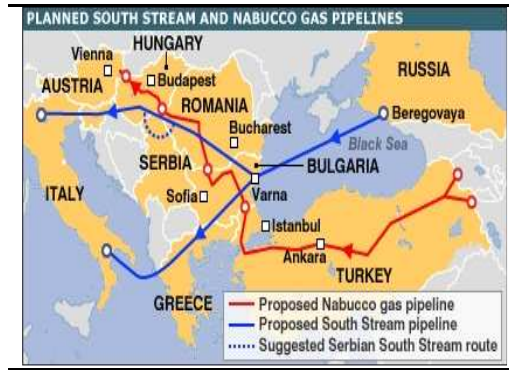 PLANNED SOUTH STREAM AND NABUCCO GAS PIPELINES
HUNGARY
Vienna
RUSSIA
AUSTRIA
Budapest
ROMANIA
Beregovaya
Bucharest
Black Sea
SERBIA
BULGARIA
ITALY
Sofia
Varna
Istanbul
Ankara
TURKEY
GREECE
Proposed Nabucco gas pipeline
Proposed South Stream pipeline
Suggested Serbian South Stream route